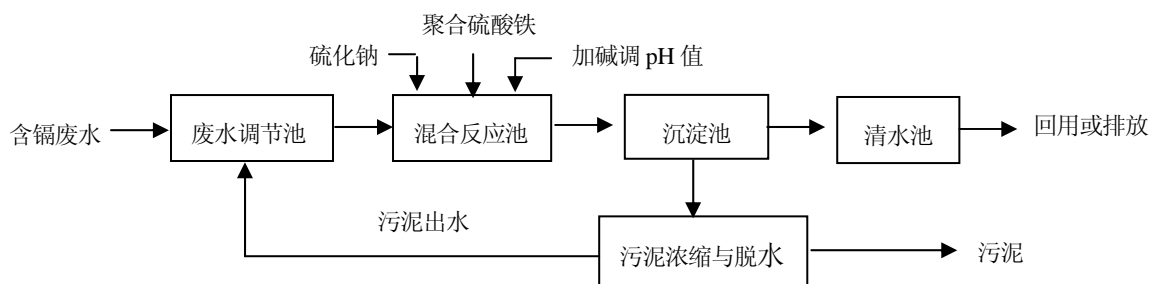 聚合硫酸铁
硫化钠
加碱调 pH 值
含镉废水
废水调节池
混合反应池
沉淀池
清水池
回用或排放
污泥出水
污泥浓缩与脱水
污泥